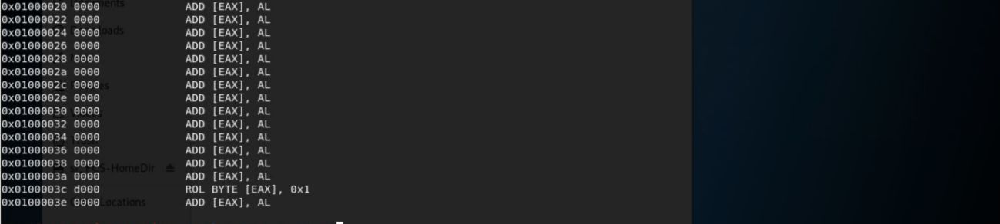 0x01000020 0000 ADD [EAX], AL
0x01000022 0000 ADD [EAX], AL
0x01000024 0000 ADD [EAX], AL
0x01000026 0000 ADD [EAX], AL
0x01000028 0000 ADD [EAX], AL
0x0100002a 0000 ADD [EAX], AL
0x0100002c 0000 ADD [EAX], AL
0x0100002e 0000 ADD [EAX], AL
0x01000030 0000 ADD [EAX], AL
0x01000032 0000 ADD [EAX], AL
0x01000034 0000 ADD [EAX], AL
0x01000036 0000 ADD [EAX], AL
0x01000038 0000 ADD [EAX], AL
0x0100003a 0000 ADD [EAX], AL
0x0100003c d000 ROL BYTE [EAX], 0x1
0x0100003e 0000 ADD [EAX], AL